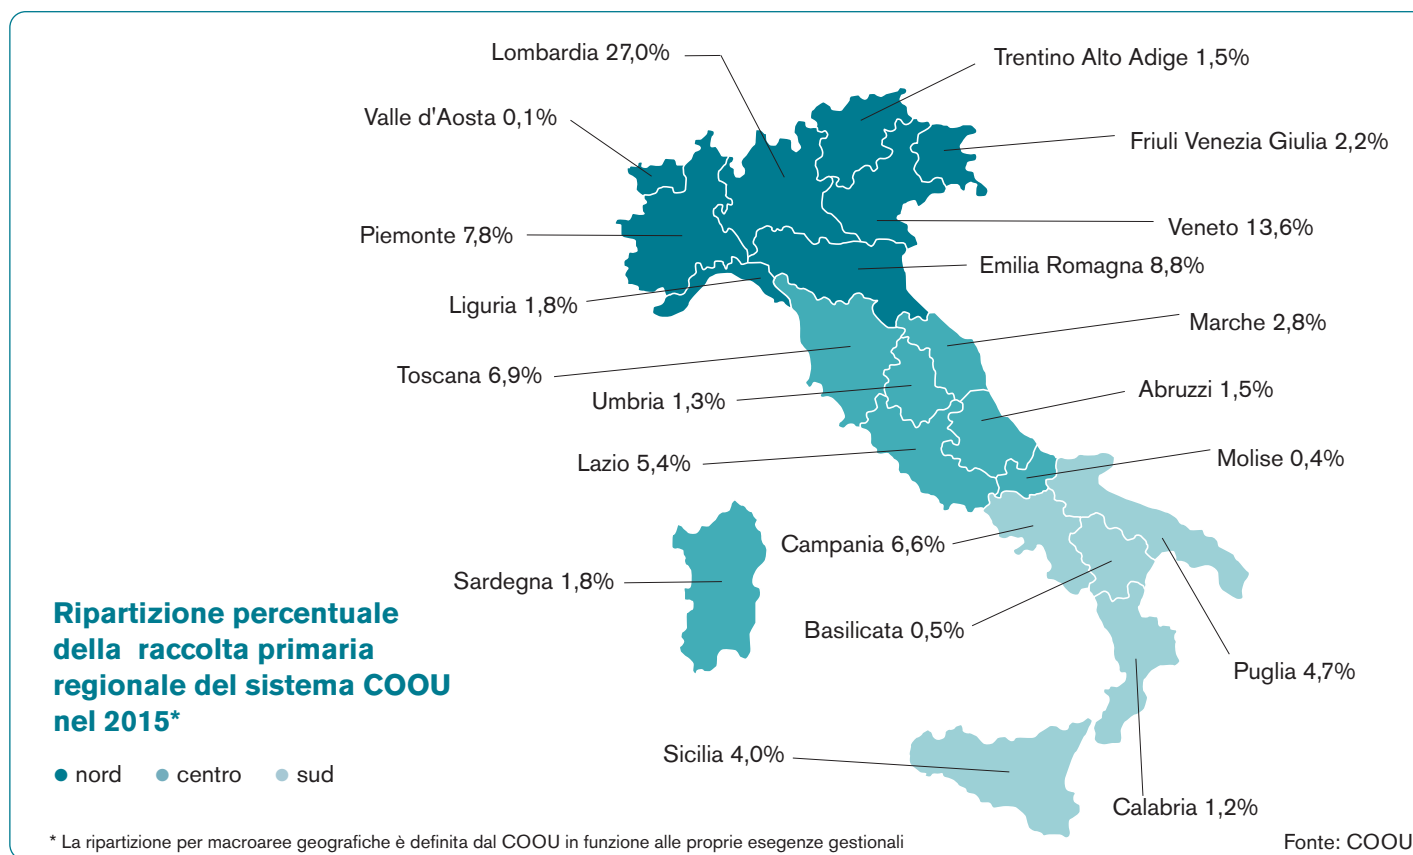 Lombardia 27,0%
Trentino Alto Adige 1,5%
Valle d'Aosta 0,1%
Friuli Venezia Giulia 2,2%
Piemonte 7,8%
Veneto 13,6%
Emilia Romagna 8,8%
Liguria 1,8%
Marche 2,8%
Toscana 6,9%
Umbria 1,3%
Abruzzi 1,5%
Lazio 5,4%
Molise 0,4%
Campania 6,6%
Sardegna 1,8%
Basilicata 0,5%
Puglia 4,7%
Sicilia 4,0%
Calabria 1,2%
Ripartizione percentuale
della raccolta primaria
regionale del sistema COOU
nel 2015*
nord centro sud
* La ripartizione per macroaree geografiche è definita dal COOU in funzione alle proprie esegenze gestionali
Fonte: COOU